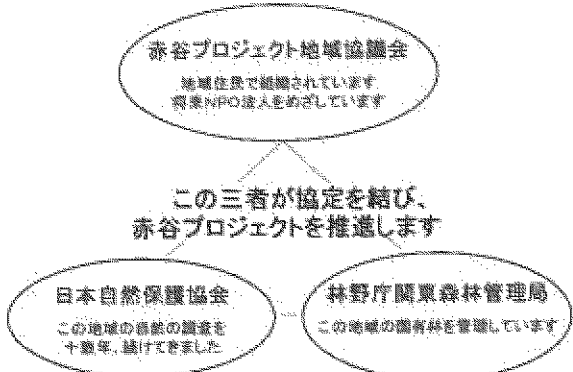 赤谷プロジェクト地域協議会
地域住民で組織されています
将来NPO法人をめざしています
この三者が協定を結び、
赤谷プロジェクトを推進します
日本自然保護協会
この地域の自然の調査を
十数年、続けてきました
林野庁関東森林管理局
この地域の国有林を管理しています